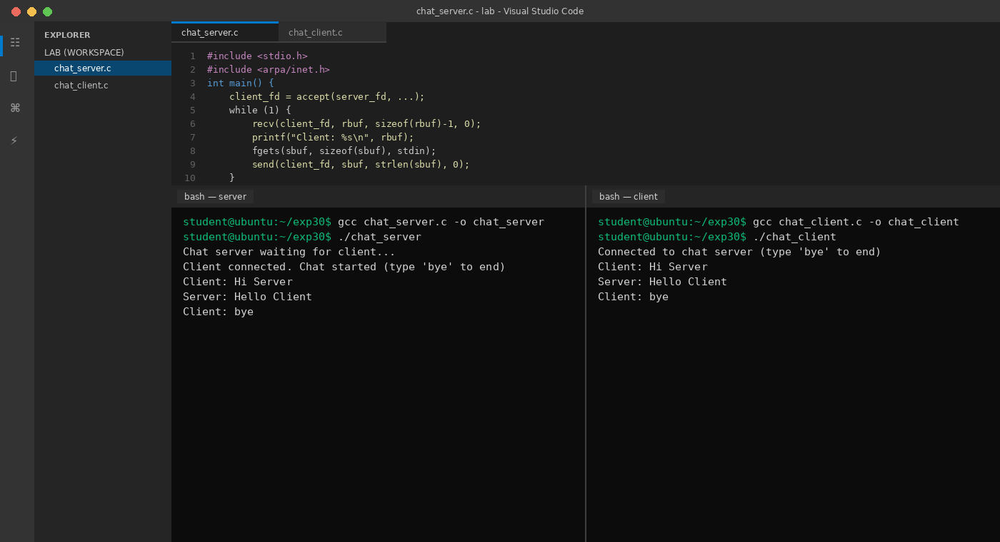 chat_server.c - lab - Visual Studio Code
EXPLORER
LAB (WORKSPACE)
chat_server.c
chat_client.c
chat_server.c
chat_client.c
1 #include <stdio.h>
2 #include <arpa/inet.h>
3 int main() {
4     client_fd = accept(server_fd, ...);
5     while (1) {
6         recv(client_fd, rbuf, sizeof(rbuf)-1, 0);
7         printf("Client: %s\n", rbuf);
8         fgets(sbuf, sizeof(sbuf), stdin);
9         send(client_fd, sbuf, strlen(sbuf), 0);
10     }
bash — server
student@ubuntu:~/exp30$ gcc chat_server.c -o chat_server
student@ubuntu:~/exp30$ ./chat_server
Chat server waiting for client...
Client connected. Chat started (type 'bye' to end)
Client: Hi Server
Server: Hello Client
Client: bye
bash — client
student@ubuntu:~/exp30$ gcc chat_client.c -o chat_client
student@ubuntu:~/exp30$ ./chat_client
Connected to chat server (type 'bye' to end)
Client: Hi Server
Server: Hello Client
Client: bye